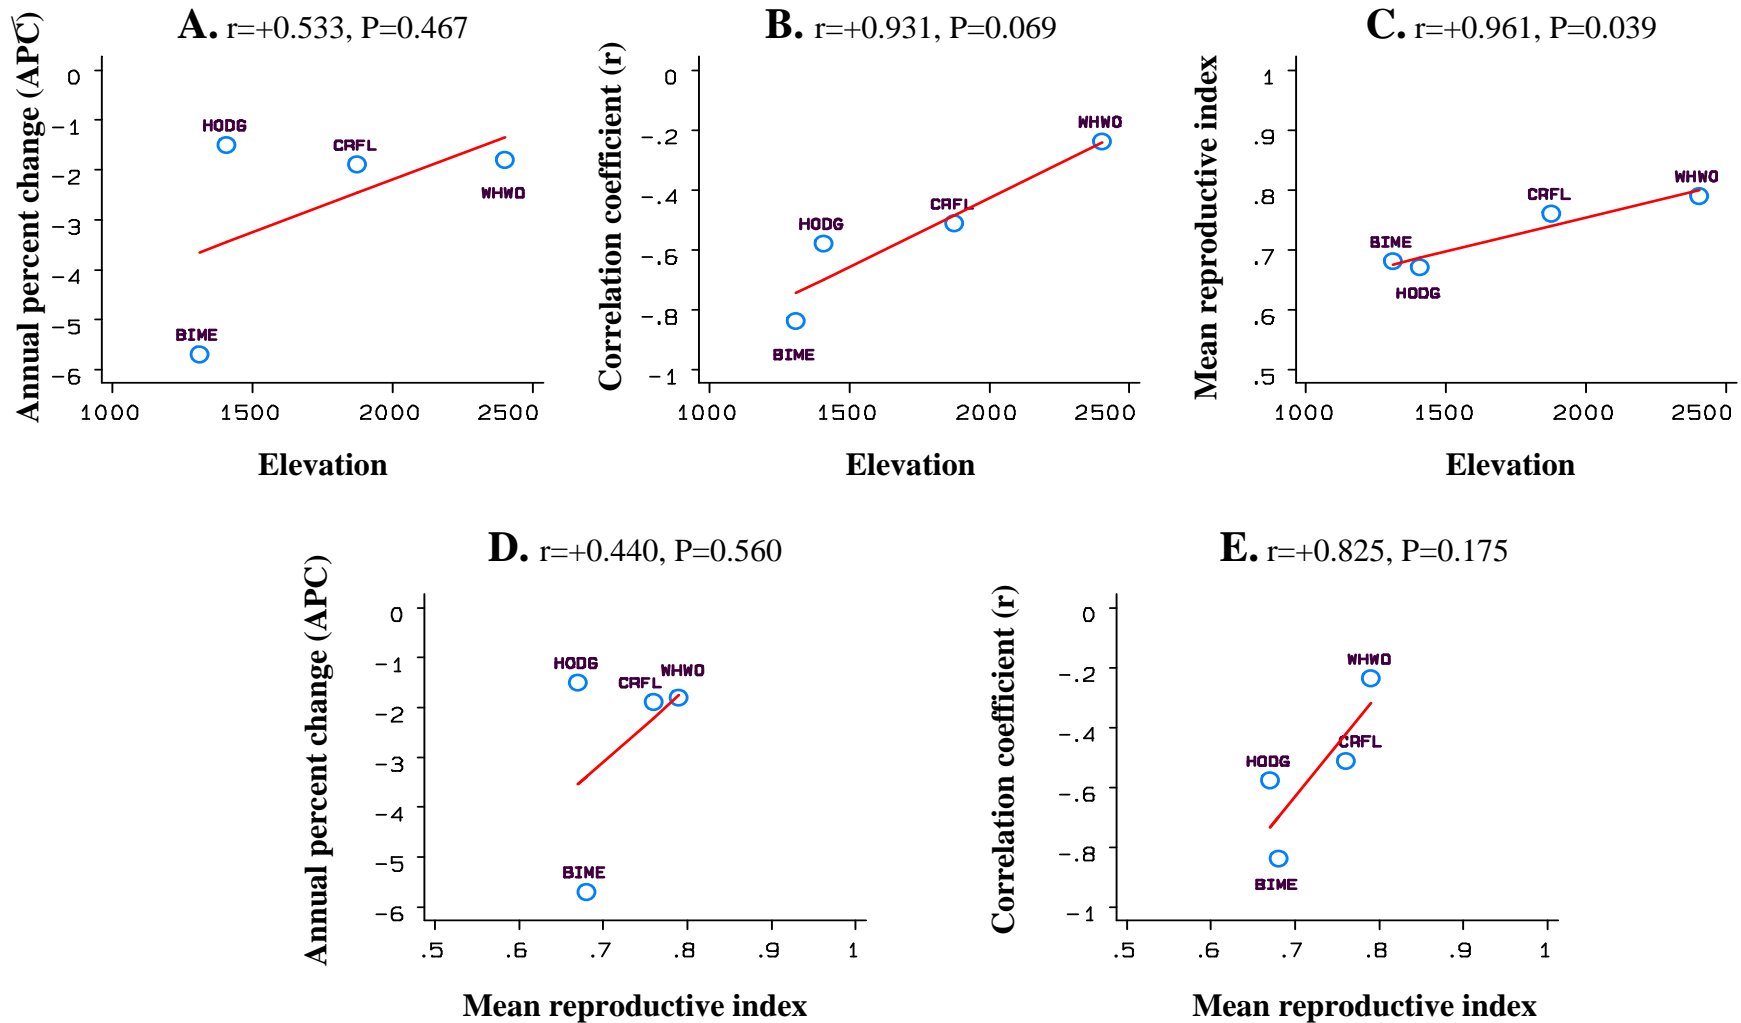 A. r=+0.533, P=0.467
Annual percent change (APC)
0
-1
-2
-3
-4
-5
-6
HODG
CRFL
WHWO
BIME
1000 1500 2000 2500
Elevation
B. r=+0.931, P=0.069
Correlation coefficient (r)
0
-.2
-.4
-.6
-.8
-1
WHWO
CRFL
HODG
BIME
1000 1500 2000 2500
Elevation
C. r=+0.961, P=0.039
Mean reproductive index
1
.9
.8
.7
.6
.5
WHWO
CRFL
BIME
HODG
1000 1500 2000 2500
Elevation
D. r=+0.440, P=0.560
Annual percent change (APC)
0
-1
-2
-3
-4
-5
-6
HODG
WHWO
CRFL
BIME
.5 .6 .7 .8 .9 1
Mean reproductive index
E. r=+0.825, P=0.175
Correlation coefficient (r)
0
-.2
-.4
-.6
-.8
-1
WHWO
CRFL
HODG
BIME
.5 .6 .7 .8 .9 1
Mean reproductive index